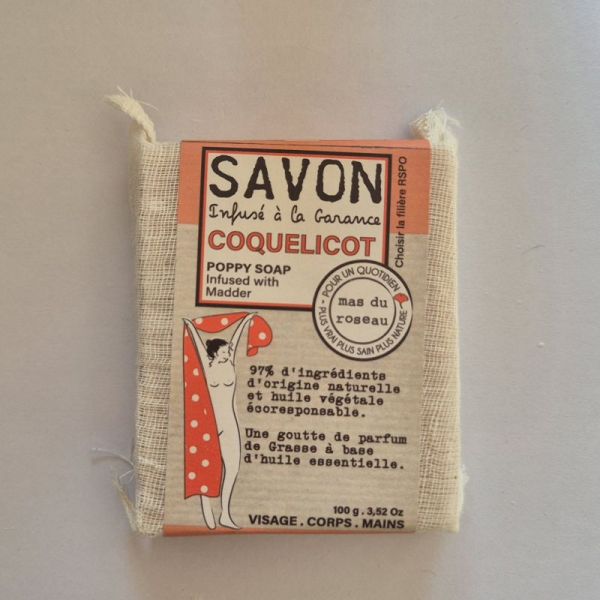 SAVON
Infusé à la Garance
COQUELICOT
POPPY SOAP
Infused with
Madder
Choisir la filière RSPO
POUR UN QUOTIDIEN
mas du
roseau
- PLUS VRAI PLUS SAIN PLUS NATURE -
97% d'ingrédients
d'origine naturelle
et huile végétale
écoresponsable.
Une goutte de parfum
de Grasse à base
d'huile essentielle.
100 g . 3,52 Oz
VISAGE . CORPS . MAINS